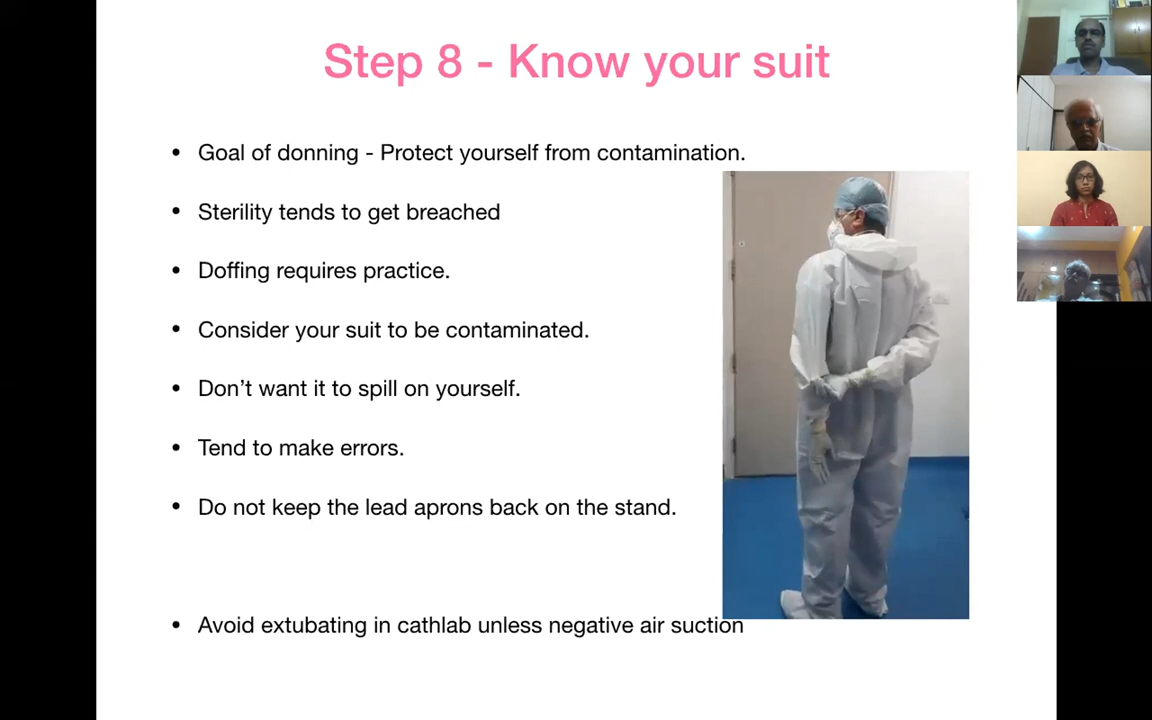 Step 8 - Know your suit
• Goal of donning - Protect yourself from contamination.
• Sterility tends to get breached
• Doffing requires practice.
• Consider your suit to be contaminated.
• Don’t want it to spill on yourself.
• Tend to make errors.
• Do not keep the lead aprons back on the stand.
• Avoid extubating in cathlab unless negative air suction